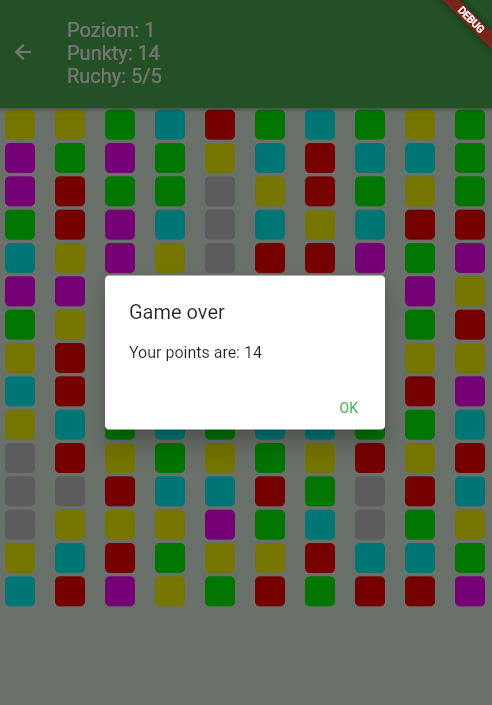 DEBUG
Poziom: 1
Punkty: 14
Ruchy: 5/5
Game over
Your points are: 14
OK